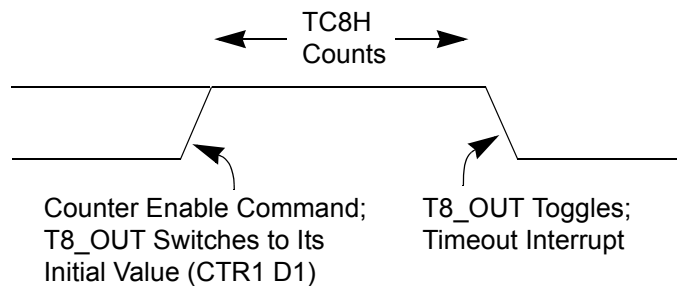 TC8H
Counts
Counter Enable Command;
T8_OUT Switches to Its
Initial Value (CTR1 D1)
T8_OUT Toggles;
Timeout Interrupt